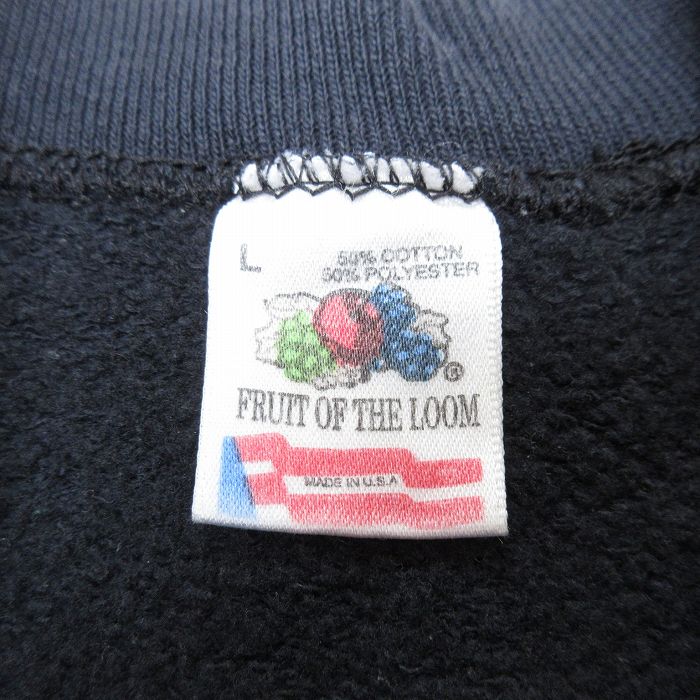 L
50% COTTON
50% POLYESTER
®
FRUIT OF THE LOOM
MADE IN U.S.A